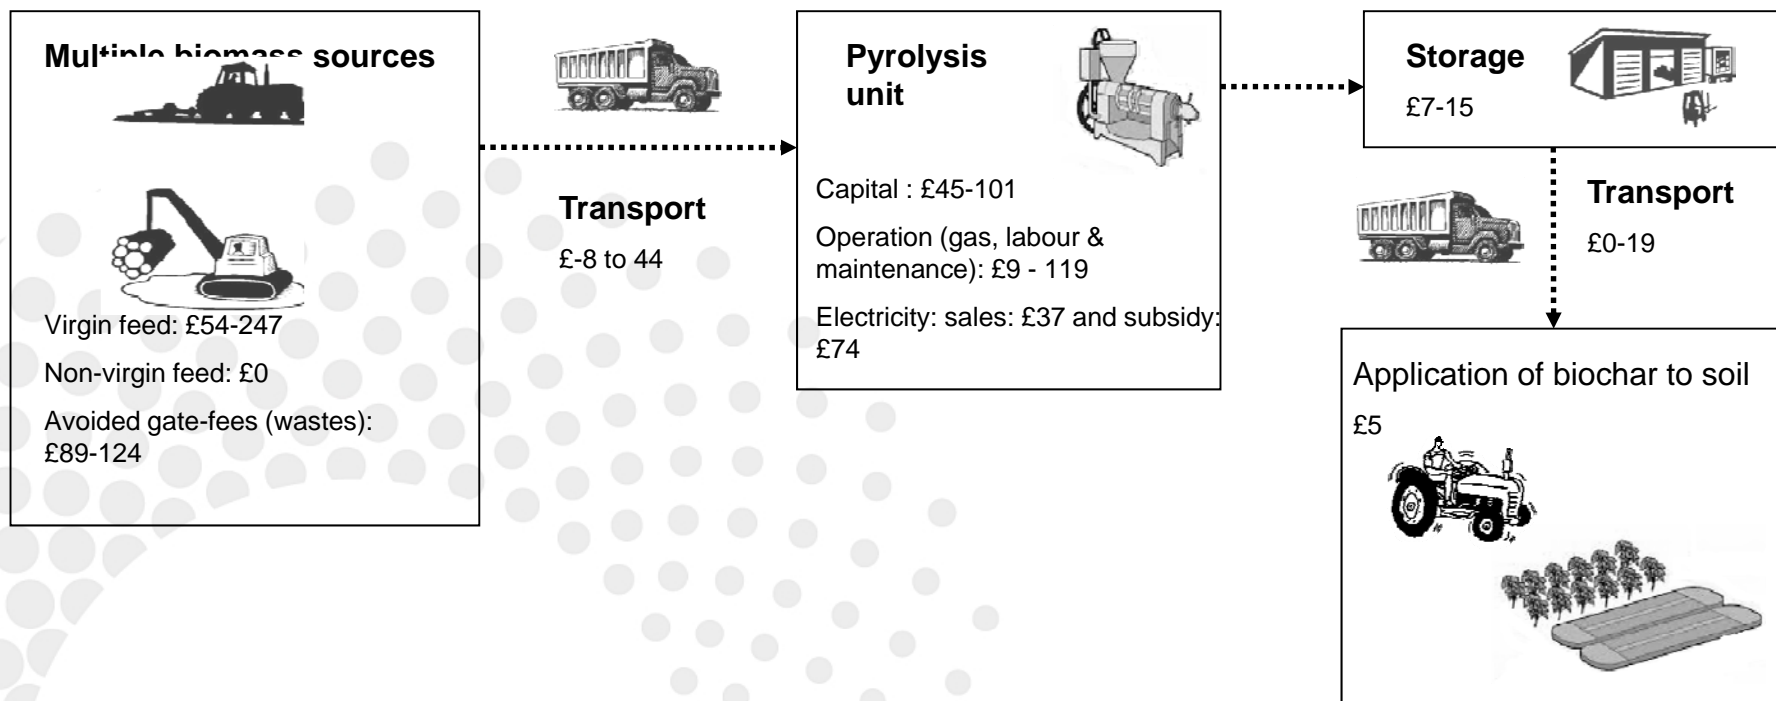 Multiple biomass sources
Virgin feed: £54-247
Non-virgin feed: £0
Avoided gate-fees (wastes):
£89-124
Transport
£-8 to 44
Pyrolysis
unit
Capital : £45-101
Operation (gas, labour &
maintenance): £9 - 119
Electricity: sales: £37 and subsidy:
£74
Storage
£7-15
Transport
£0-19
Application of biochar to soil
£5